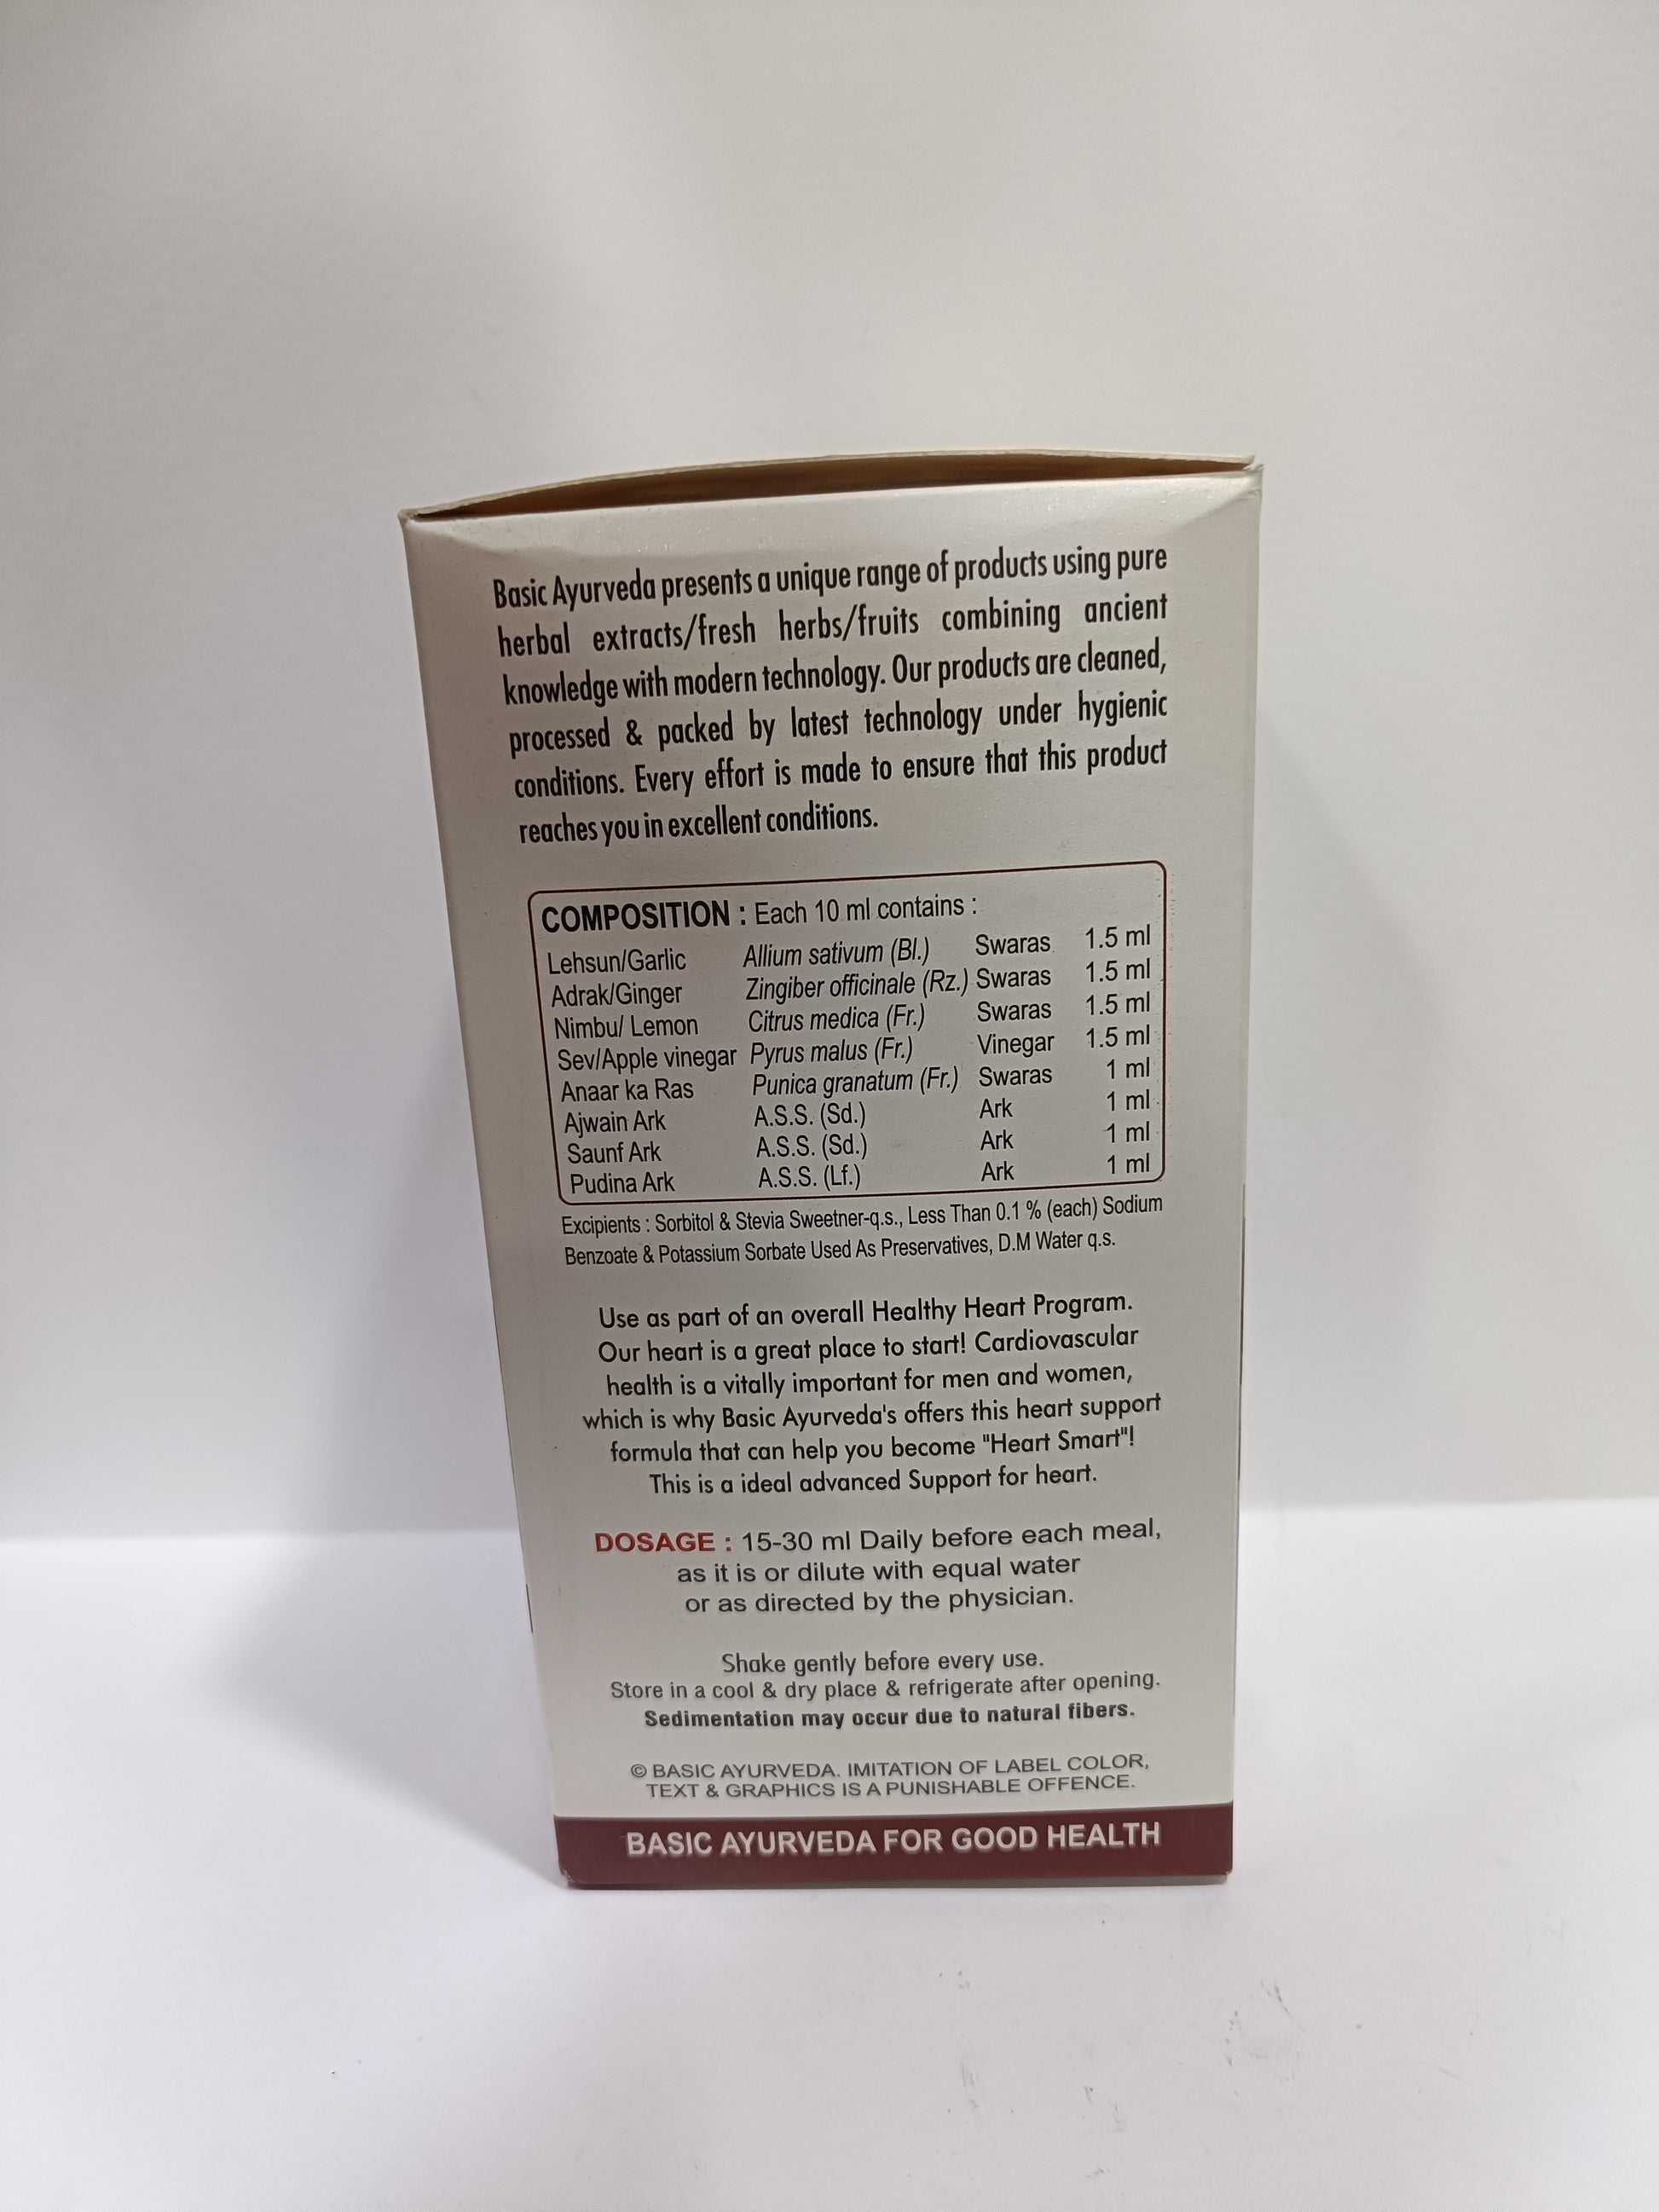 Basic Ayurveda presents a unique range of products using pure
herbal extracts/fresh herbs/fruits combining ancient
knowledge with modern technology. Our products are cleaned,
processed & packed by latest technology under hygienic
conditions. Every effort is made to ensure that this product
reaches you in excellent conditions.
COMPOSITION : Each 10 ml contains :
Lehsun/Garlic Allium sativum (Bl.) Swaras 1.5 ml
Adrak/Ginger Zingiber officinale (Rz.) Swaras 1.5 ml
Nimbu/ Lemon Citrus medica (Fr.) Swaras 1.5 ml
Sev/Apple vinegar Pyrus malus (Fr.) Vinegar 1.5 ml
Anaar ka Ras Punica granatum (Fr.) Swaras 1 ml
Ajwain Ark A.S.S. (Sd.) Ark 1 ml
Saunf Ark A.S.S. (Sd.) Ark 1 ml
Pudina Ark A.S.S. (Lf.) Ark 1 ml
Excipients : Sorbitol & Stevia Sweetner-q.s., Less Than 0.1 % (each) Sodium
Benzoate & Potassium Sorbate Used As Preservatives, D.M Water q.s.
Use as part of an overall Healthy Heart Program.
Our heart is a great place to start! Cardiovascular
health is a vitally important for men and women,
which is why Basic Ayurveda's offers this heart support
formula that can help you become "Heart Smart"!
This is a ideal advanced Support for heart.
DOSAGE : 15-30 ml Daily before each meal,
as it is or dilute with equal water
or as directed by the physician.
Shake gently before every use.
Store in a cool & dry place & refrigerate after opening.
Sedimentation may occur due to natural fibers.
© BASIC AYURVEDA. IMITATION OF LABEL COLOR,
TEXT & GRAPHICS IS A PUNISHABLE OFFENCE.
BASIC AYURVEDA FOR GOOD HEALTH